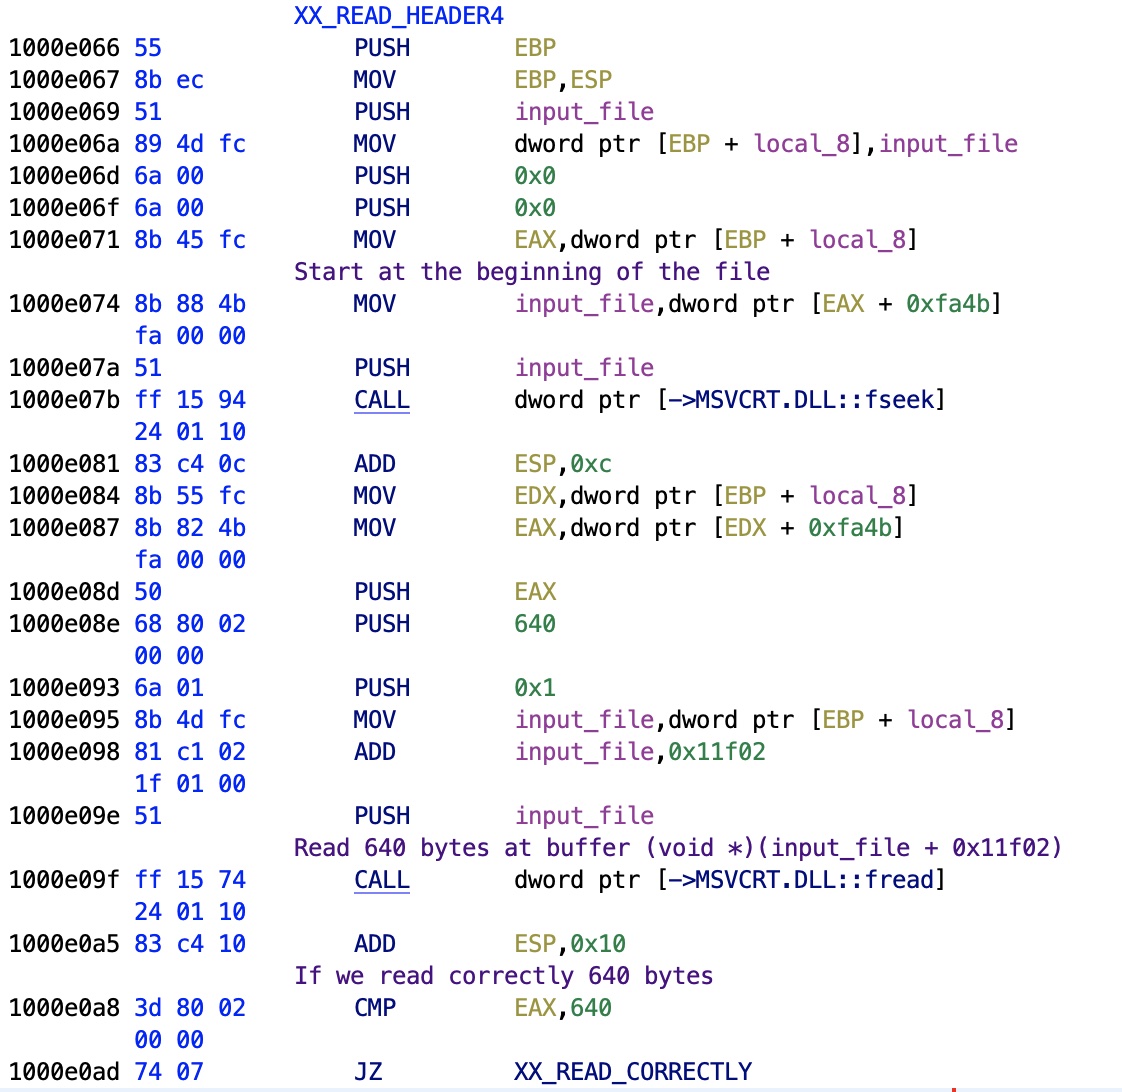 XX_READ_HEADER4
1000e066 55 PUSH EBP
1000e067 8b ec MOV EBP,ESP
1000e069 51 PUSH input_file
1000e06a 89 4d fc MOV dword ptr [EBP + local_8],input_file
1000e06d 6a 00 PUSH 0x0
1000e06f 6a 00 PUSH 0x0
1000e071 8b 45 fc MOV EAX,dword ptr [EBP + local_8]
Start at the beginning of the file
1000e074 8b 88 4b MOV input_file,dword ptr [EAX + 0xfa4b]
fa 00 00
1000e07a 51 PUSH input_file
1000e07b ff 15 94 CALL dword ptr [->MSVCRT.DLL::fseek]
24 01 10
1000e081 83 c4 0c ADD ESP,0xc
1000e084 8b 55 fc MOV EDX,dword ptr [EBP + local_8]
1000e087 8b 82 4b MOV EAX,dword ptr [EDX + 0xfa4b]
fa 00 00
1000e08d 50 PUSH EAX
1000e08e 68 80 02 PUSH 640
00 00
1000e093 6a 01 PUSH 0x1
1000e095 8b 4d fc MOV input_file,dword ptr [EBP + local_8]
1000e098 81 c1 02 ADD input_file,0x11f02
1f 01 00
1000e09e 51 PUSH input_file
Read 640 bytes at buffer (void *)(input_file + 0x11f02)
1000e09f ff 15 74 CALL dword ptr [->MSVCRT.DLL::fread]
24 01 10
1000e0a5 83 c4 10 ADD ESP,0x10
If we read correctly 640 bytes
1000e0a8 3d 80 02 CMP EAX,640
00 00
1000e0ad 74 07 JZ XX_READ_CORRECTLY